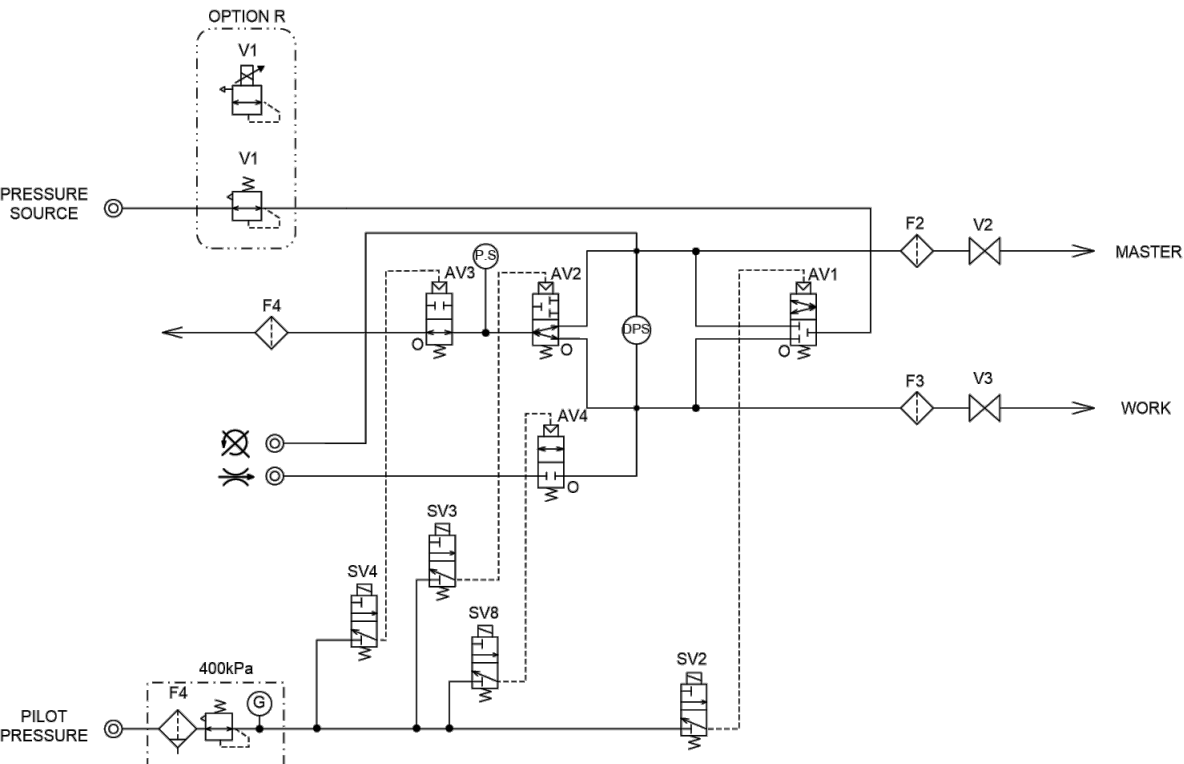 OPTION R
V1
V1
PRESSURE
SOURCE
F2
V2
MASTER
P.S
AV3
AV2
AV1
F4
DPS
O
O
O
F3
V3
WORK
AV4
O
SV3
SV4
SV8
SV2
400kPa
F4
G
PILOT
PRESSURE